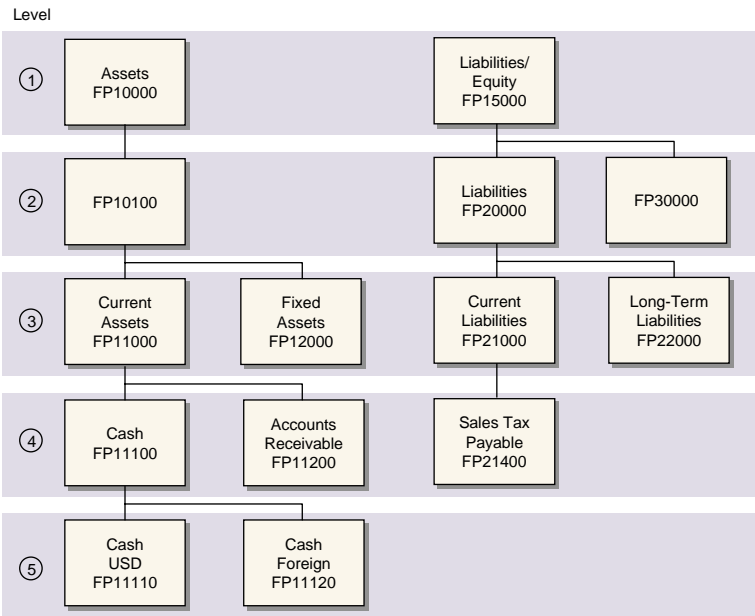 Level
1
Assets
FP10000
Liabilities/
Equity
FP15000
2
FP10100
Liabilities
FP20000
FP30000
3
Current
Assets
FP11000
Fixed
Assets
FP12000
Current
Liabilities
FP21000
Long-Term
Liabilities
FP22000
4
Cash
FP11100
Accounts
Receivable
FP11200
Sales Tax
Payable
FP21400
5
Cash
USD
FP11110
Cash
Foreign
FP11120